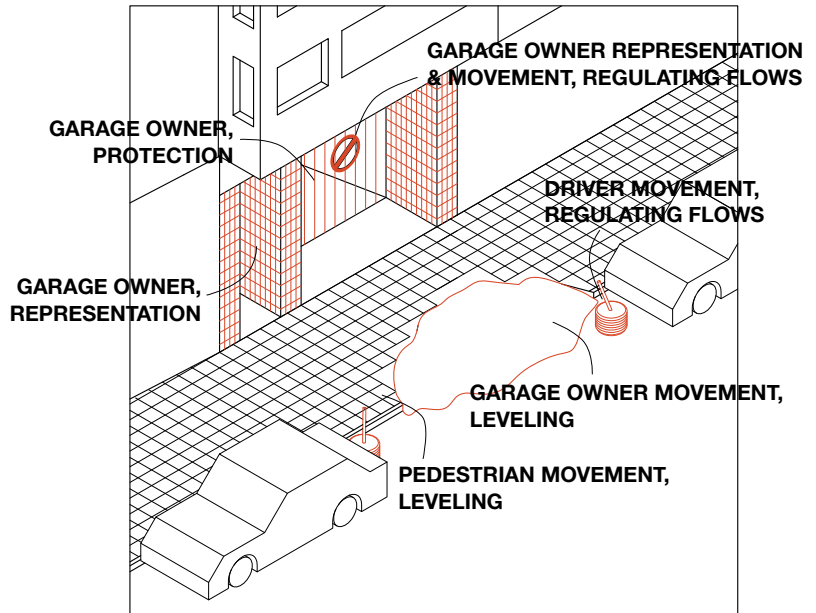 GARAGE OWNER REPRESENTATION
& MOVEMENT, REGULATING FLOWS
GARAGE OWNER,
PROTECTION
DRIVER MOVEMENT,
REGULATING FLOWS
GARAGE OWNER,
REPRESENTATION
GARAGE OWNER MOVEMENT,
LEVELING
PEDESTRIAN MOVEMENT,
LEVELING